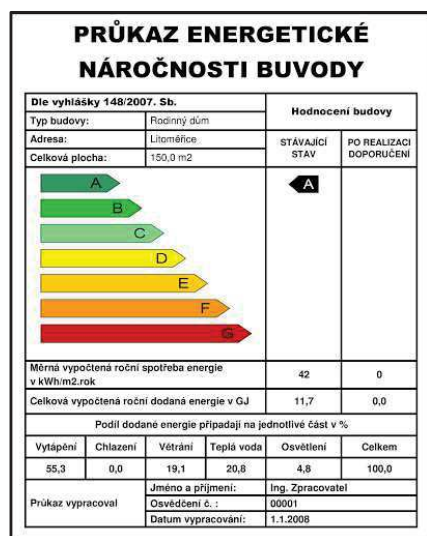 PRŮKAZ ENERGETICKÉ
NÁROČNOSTI BUVODY
Dle vyhlášky 148/2007. Sb.
Hodnocení budovy
Typ budovy: Rodinný dům
Adresa: Litoměřice
STÁVAJÍCÍ STAV
PO REALIZACI DOPORUČENÍ
Celková plocha: 150,0 m2
A
A
B
C
D
E
F
G
Měrná vypočtená roční spotřeba energie
v kWh/m2.rok 42 0
Celková vypočtená roční dodaná energie v GJ 11,7 0,0
Podíl dodané energie připadají na jednotlivé část v %
Vytápění Chlazení Větrání Teplá voda Osvětlení Celkem
55,3 0,0 19,1 20,8 4,8 100,0
Průkaz vypracoval
Jméno a příjmení: Ing. Zpracovatel
Osvědčení č. : 00001
Datum vypracování: 1.1.2008